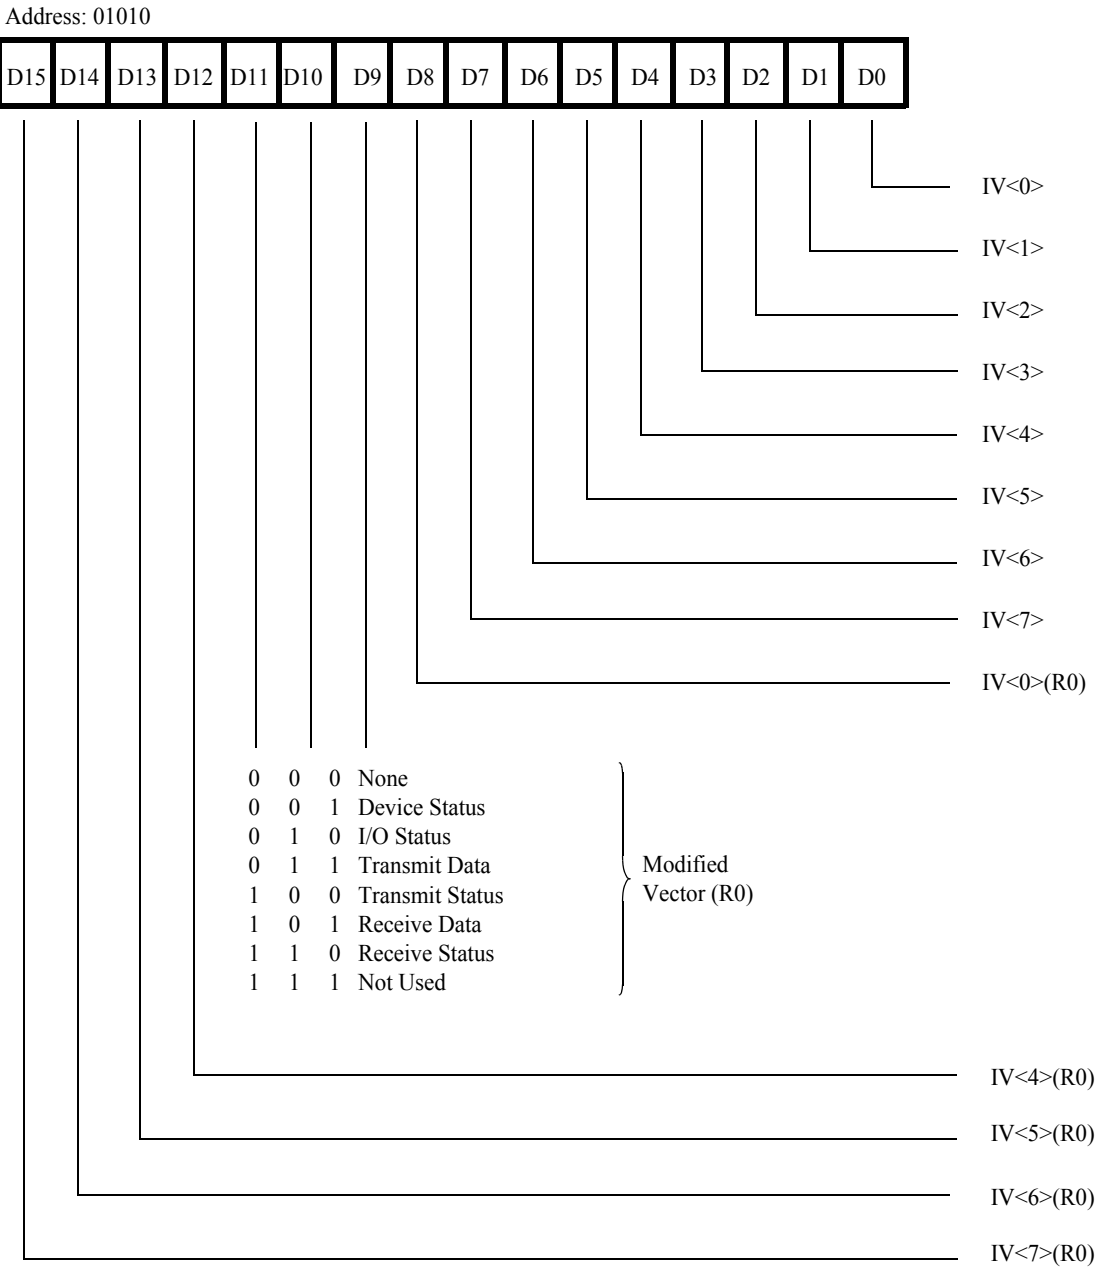 Address: 01010
D15 D14 D13 D12 D11 D10 D9 D8 D7 D6 D5 D4 D3 D2 D1 D0
IV<0>
IV<1>
IV<2>
IV<3>
IV<4>
IV<5>
IV<6>
IV<7>
IV<0>(R0)
0 0 0 None
0 0 1 Device Status
0 1 0 I/O Status
0 1 1 Transmit Data
1 0 0 Transmit Status
1 0 1 Receive Data
1 1 0 Receive Status
1 1 1 Not Used
Modified
Vector (R0)
IV<4>(R0)
IV<5>(R0)
IV<6>(R0)
IV<7>(R0)